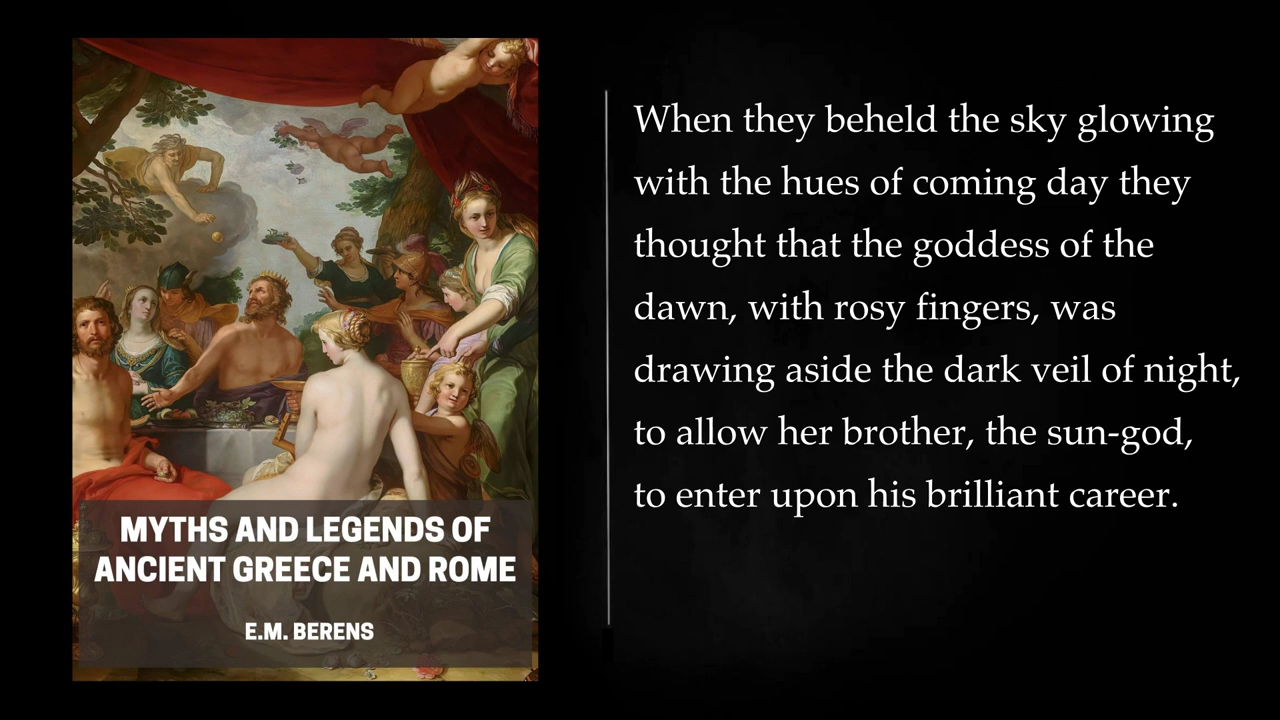 MYTHS AND LEGENDS OF
ANCIENT GREECE AND ROME
E.M. BERENS
When they beheld the sky glowing
with the hues of coming day they
thought that the goddess of the
dawn, with rosy fingers, was
drawing aside the dark veil of night,
to allow her brother, the sun-god,
to enter upon his brilliant career.